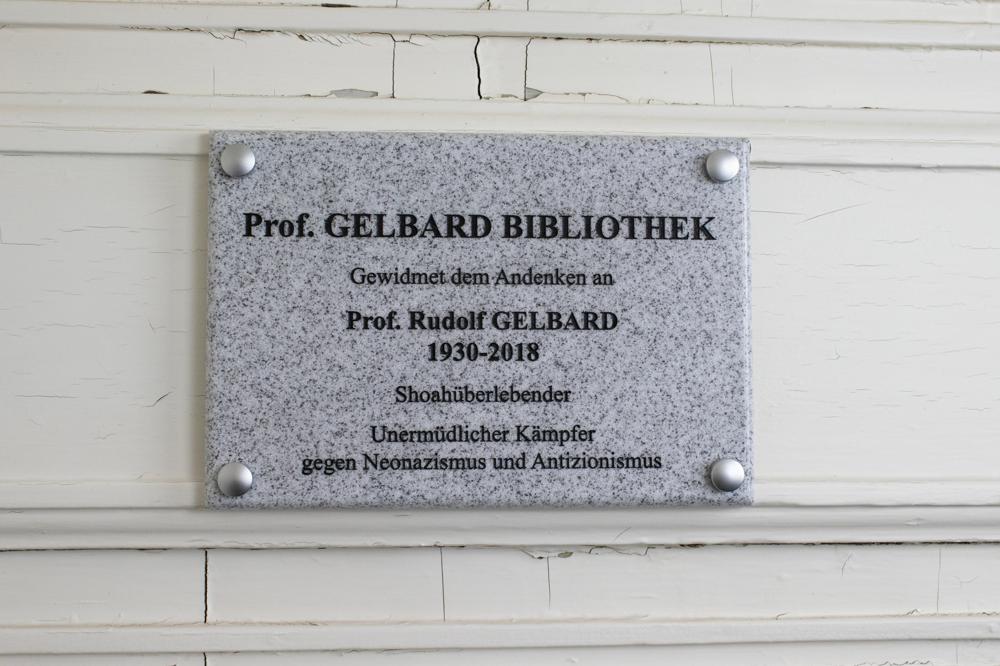 Prof. GELBARD BIBLIOTHEK
Gewidmet dem Andenken an
Prof. Rudolf GELBARD
1930-2018
Shoahüberlebender
Unermüdlicher Kämpfer
gegen Neonazismus und Antizionismus